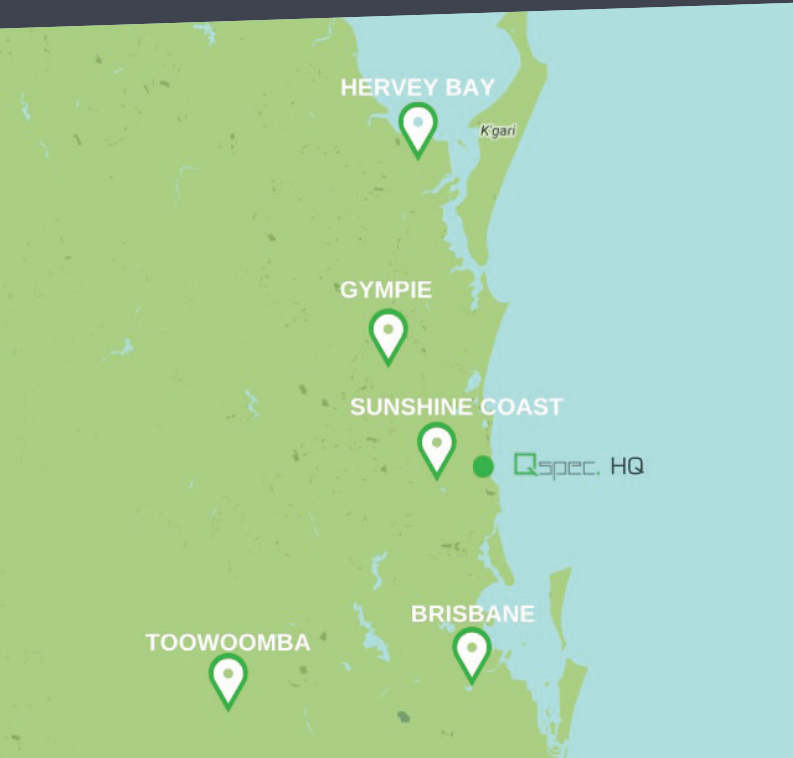 HERVEY BAY
K'gari
GYMPIE
SUNSHINE COAST
Qspec. HQ
BRISBANE
TOOWOOMBA